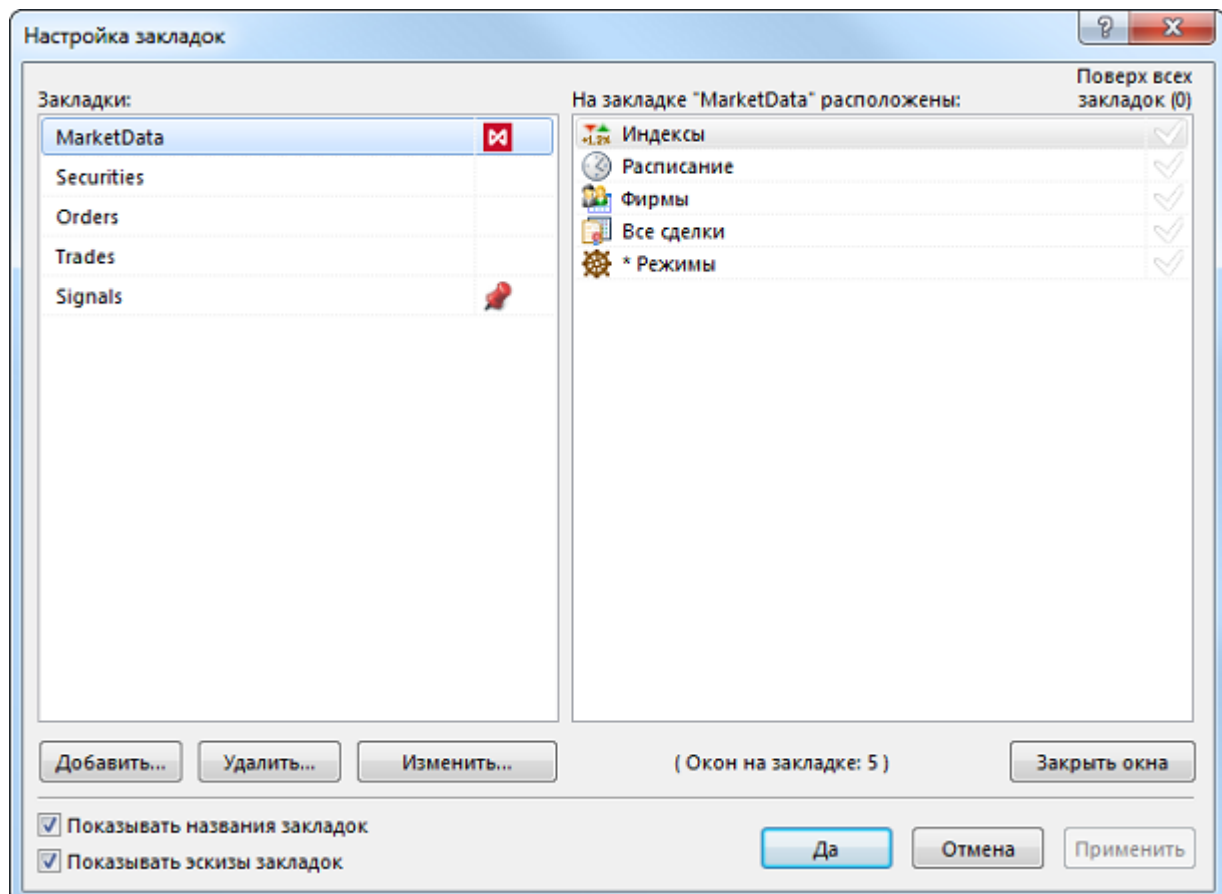 Настройка закладок
Поверх всех
Закладки:
На закладке "MarketData" расположены:
закладок (0)
MarketData
Securities
Orders
Trades
Signals
+1.2%
Индексы
Расписание
Фирмы
Все сделки
* Режимы
Добавить...
Удалить...
Изменить...
( Окон на закладке: 5 )
Закрыть окна
Показывать названия закладок
Показывать эскизы закладок
Да
Отмена
Применить